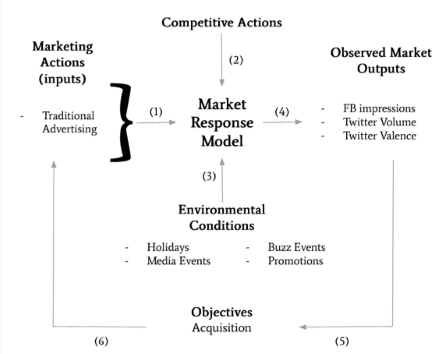 Competitive Actions
Marketing
Actions
(inputs)
- Traditional
Advertising
(1)
(2)
Market
Response
Model
(3)
(4)
Observed Market
Outputs
- FB impressions
- Twitter Volume
- Twitter Valence
Environmental
Conditions
- Holidays
- Media Events
- Buzz Events
- Promotions
Objectives
Acquisition
(5)
(6)